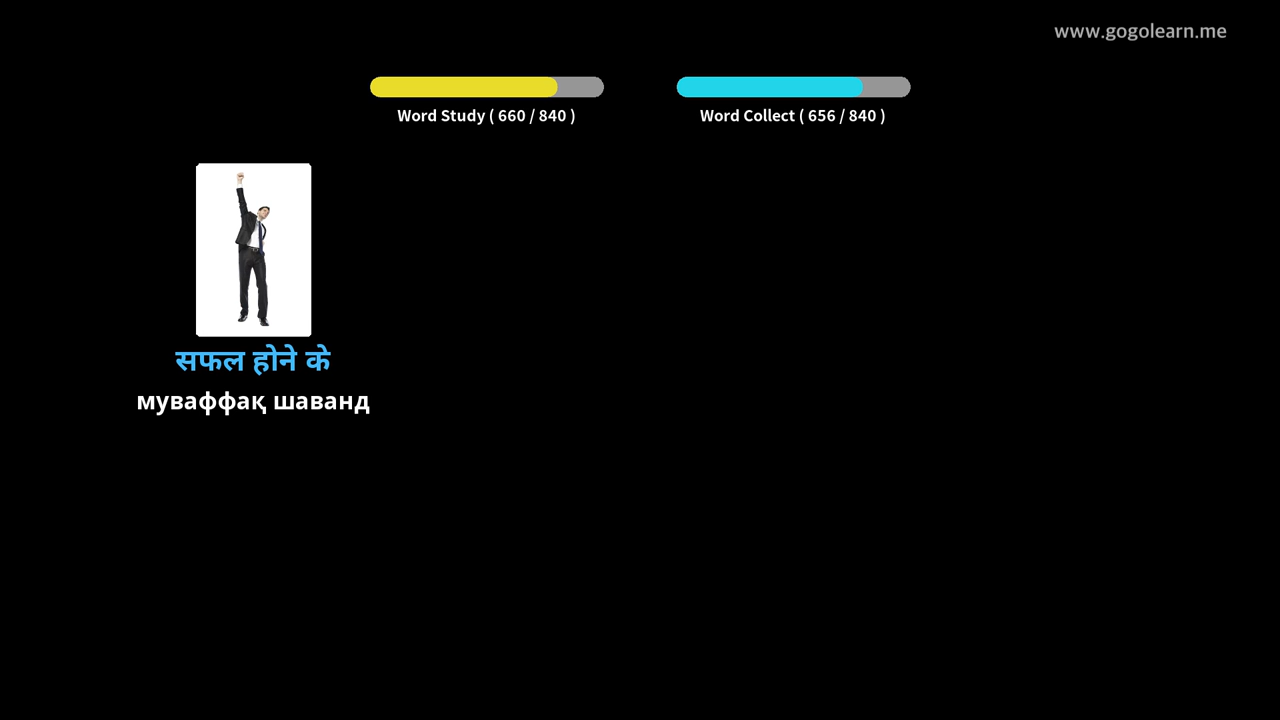 www.gogolearn.me
Word Study ( 660 / 840 )
Word Collect ( 656 / 840 )
सफल होने के
муваффақ шаванд